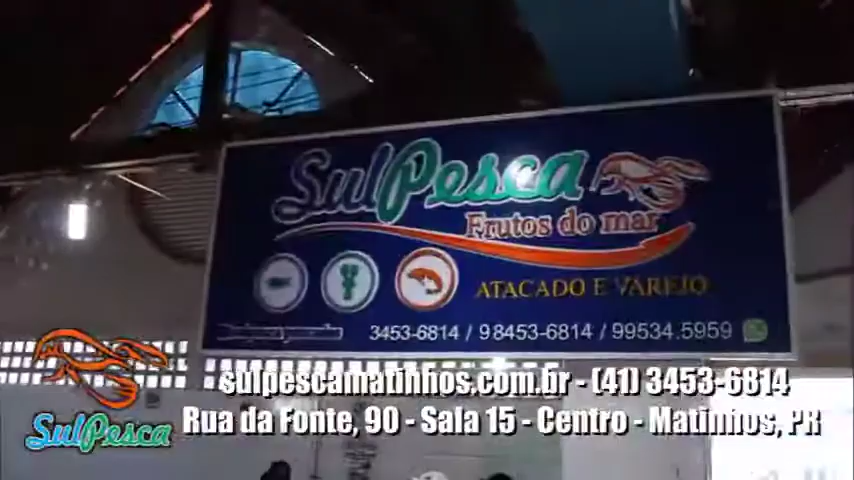 SulPesca
Frutos do mar
ATACADO E VAREJO
3453-6814 / 98453-6814 / 99534.5959
sulpescamatinhos.com.br - (41) 3453-6814
Rua da Fonte, 90 - Sala 15 - Centro - Matinhos, PR
SulPesca